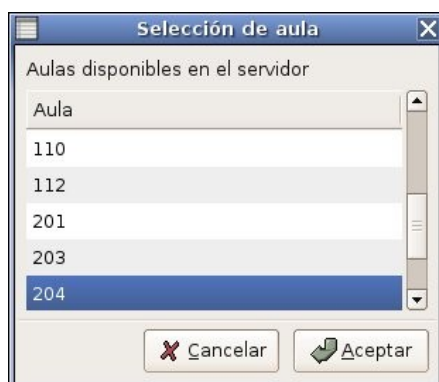 Selección de aula
Aulas disponibles en el servidor
Aula
110
112
201
203
204
Cancelar Aceptar